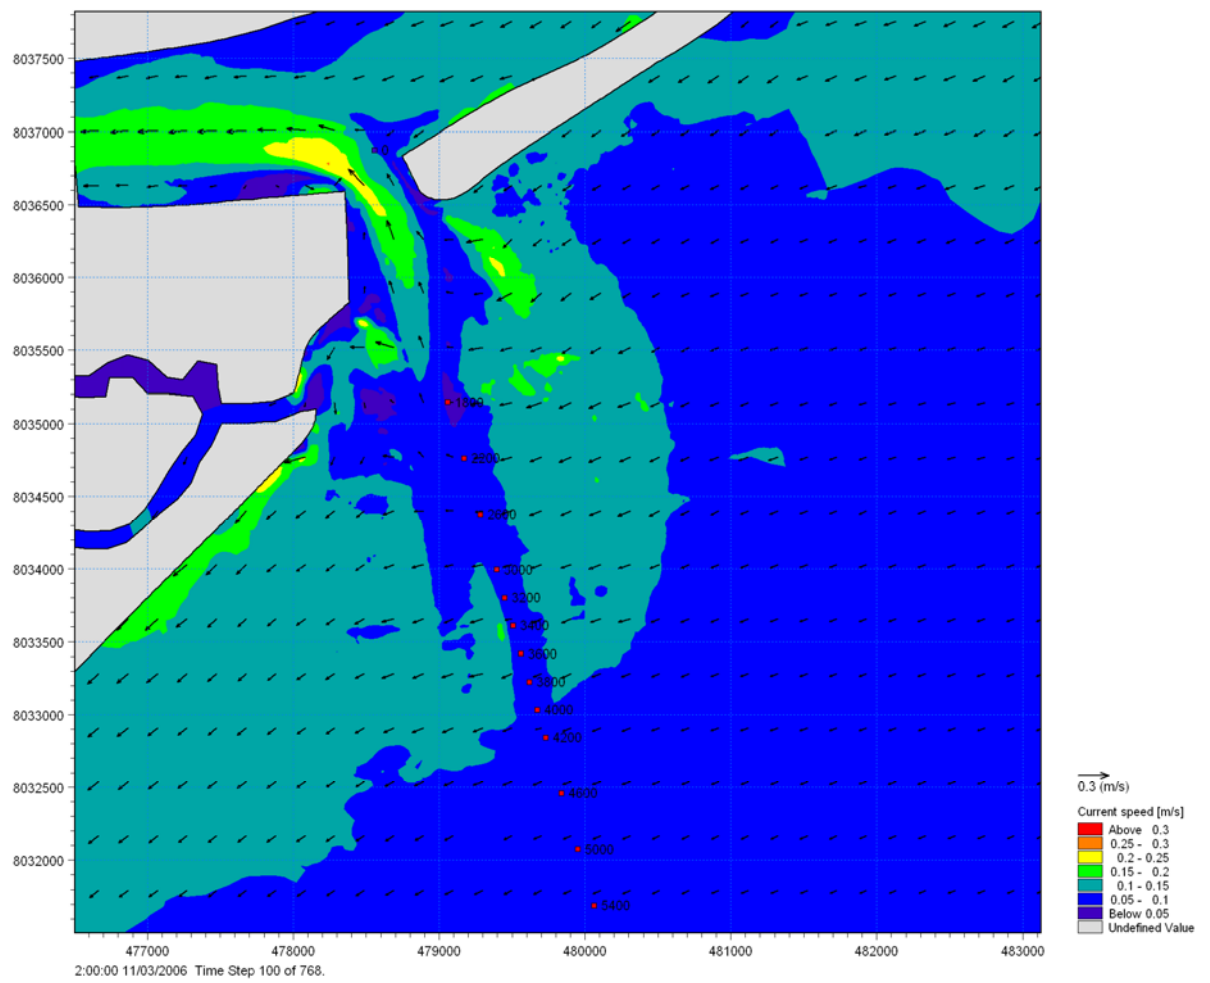 8037500
8037000
0
8036500
8036000
8035500
1800
8035000
2200
8034500
2600
8034000
3000
3200
3400
8033500
3600
3800
8033000
4000
4200
8032500
4600
5000
8032000
5400
477000 478000 479000 480000 481000 482000 483000
2:00:00 11/03/2006 Time Step 100 of 768.
0.3 (m/s)
Current speed [m/s]
Above 0.3
0.25 - 0.3
0.2 - 0.25
0.15 - 0.2
0.1 - 0.15
0.05 - 0.1
Below 0.05
Undefined Value